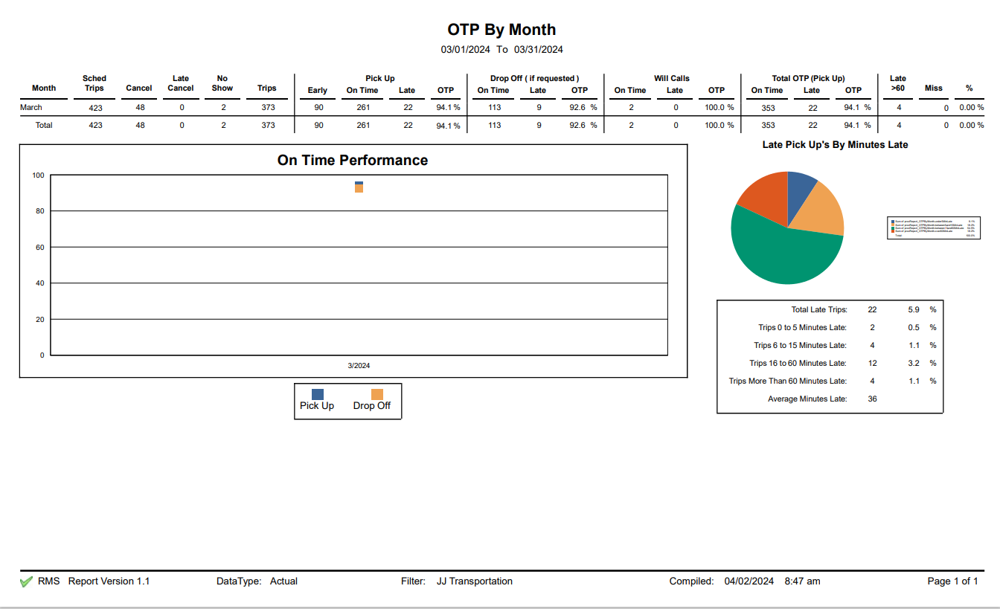 OTP By Month
03/01/2024 To 03/31/2024
Month Sched Trips Cancel Late Cancel No Show Trips Pick Up Early On Time Late OTP Drop Off ( if requested ) On Time Late OTP Will Calls On Time Late OTP Total OTP (Pick Up) On Time Late OTP Late >60 Miss %
March 423 48 0 2 373 90 261 22 94.1 % 113 9 92.6 % 2 0 100.0 % 353 22 94.1 % 4 0 0.00 %
Total 423 48 0 2 373 90 261 22 94.1 % 113 9 92.6 % 2 0 100.0 % 353 22 94.1 % 4 0 0.00 %
On Time Performance
100
80
60
40
20
0
3/2024
Pick Up Drop Off
Late Pick Up's By Minutes Late
Total Late Trips: 22 5.9 %
Trips 0 to 5 Minutes Late: 2 0.5 %
Trips 6 to 15 Minutes Late: 4 1.1 %
Trips 16 to 60 Minutes Late: 12 3.2 %
Trips More Than 60 Minutes Late: 4 1.1 %
Average Minutes Late: 36
RMS Report Version 1.1 DataType: Actual Filter: JJ Transportation Compiled: 04/02/2024 8:47 am Page 1 of 1